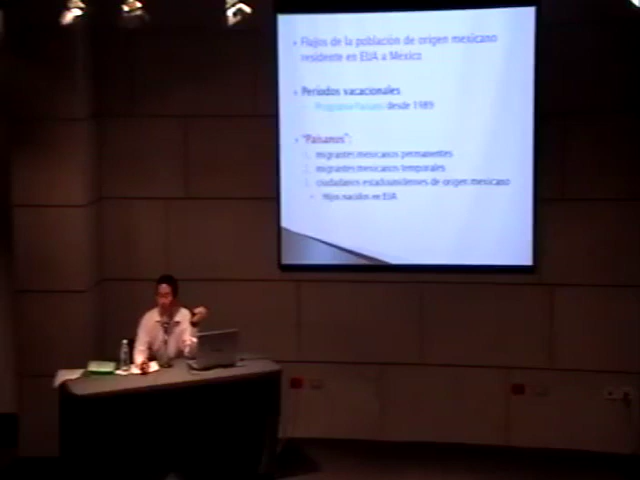 Flujos de la población de origen mexicano
residente en EUA a México
Periodos vacacionales
Programa Paisano desde 1989
"Paisanos":
migrantes mexicanos permanentes
migrantes mexicanos temporales
ciudadanos estadounidenses de origen mexicano
Hijos nacidos en EUA